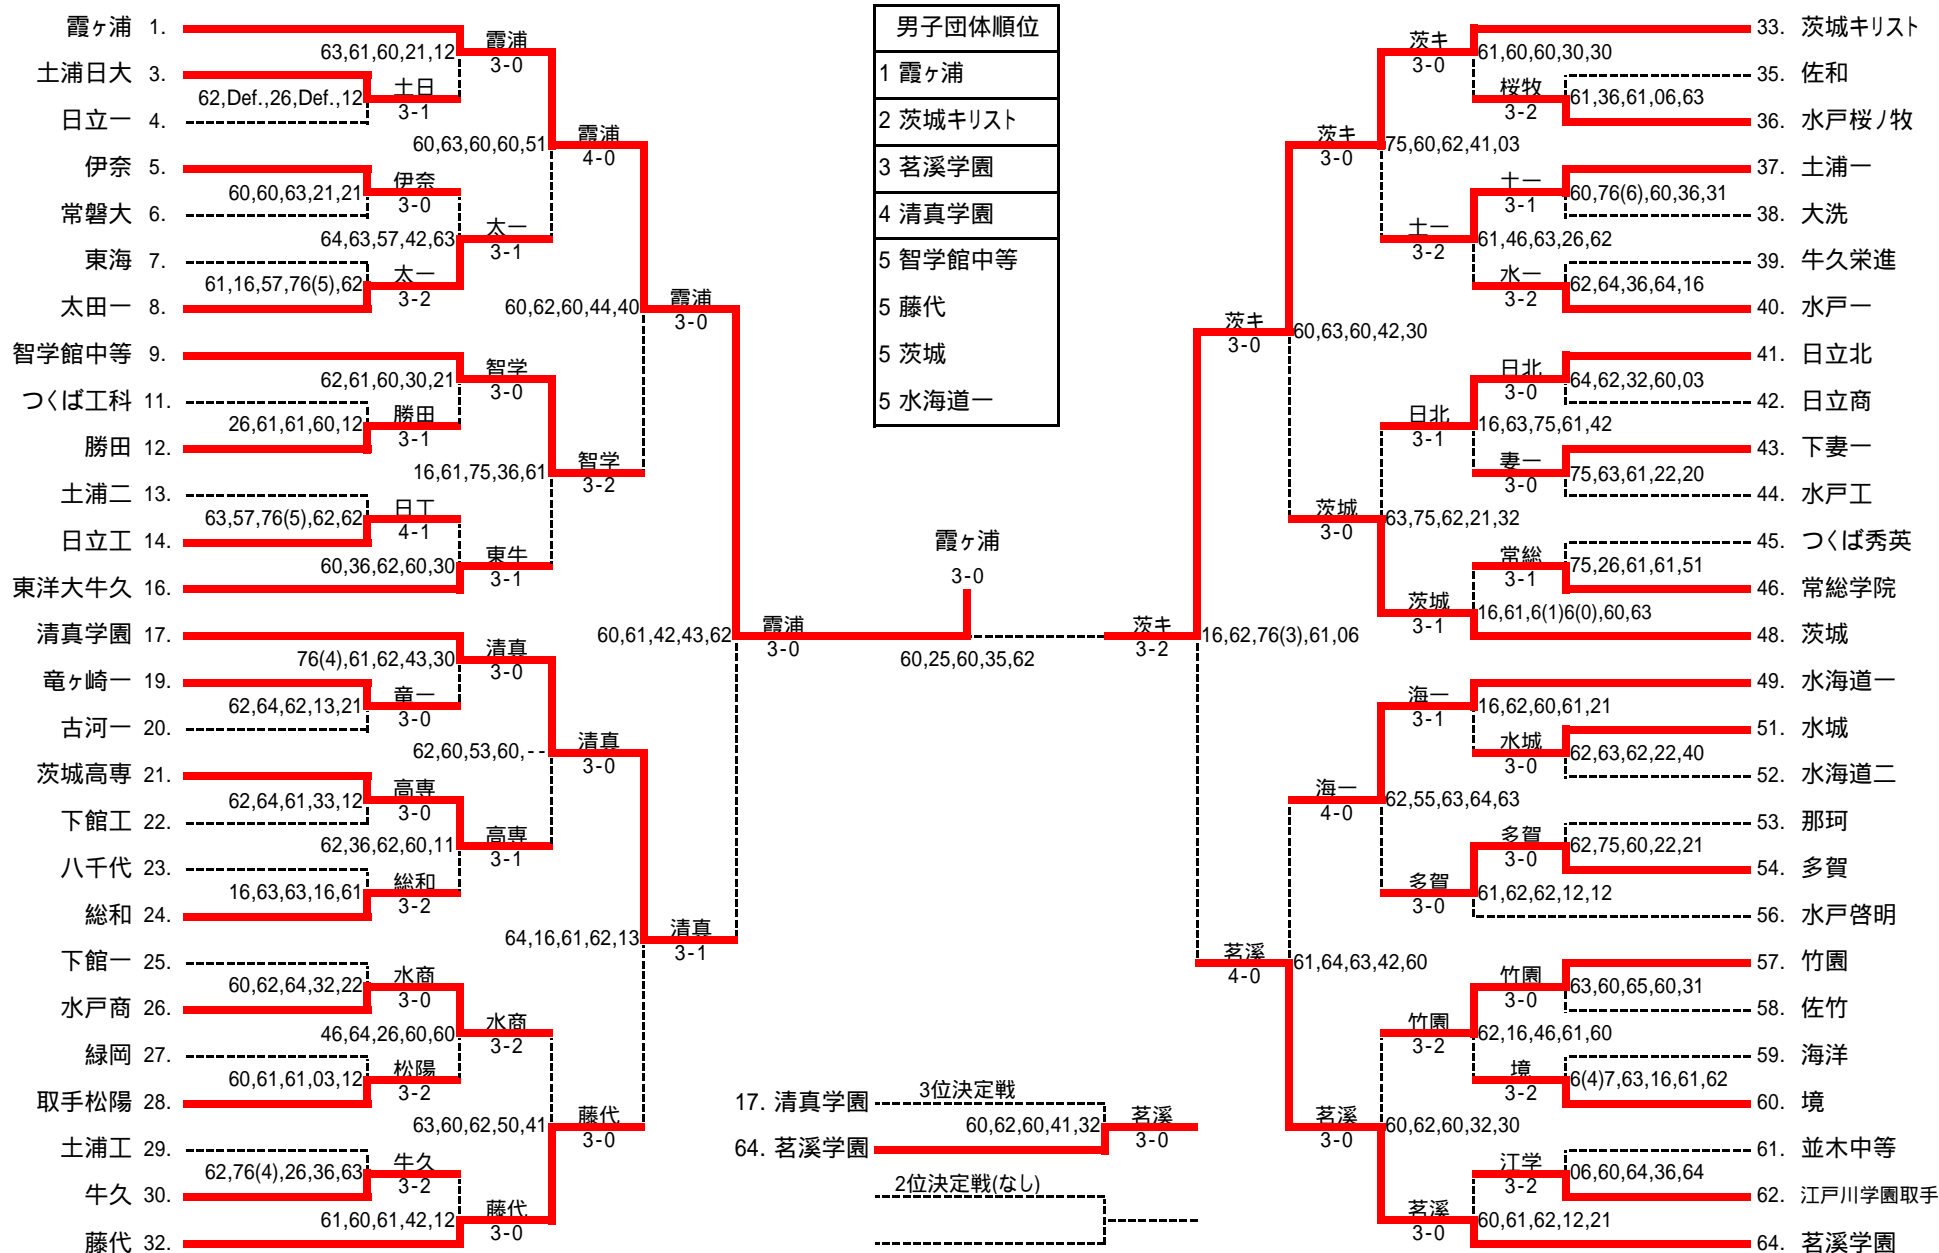 霞ヶ浦 1.
63,61,60,21,12
霞浦
3-0
土浦日大 3.
62,Def.,26,Def.,12
土日
3-1
日立一 4.
60,63,60,60,51
霞浦
4-0
伊奈 5.
60,60,63,21,21
伊奈
3-0
常磐大 6.
64,63,57,42,63
太一
3-1
東海 7.
61,16,57,76(5),62
太一
3-2
太田一 8.
60,62,60,44,40
霞浦
3-0
智学館中等 9.
62,61,60,30,21
智学
3-0
つくば工科 11.
26,61,61,60,12
勝田
3-1
勝田 12.
16,61,75,36,61
智学
3-2
土浦二 13.
63,57,76(5),62,62
日工
4-1
日立工 14.
60,36,62,60,30
東牛
3-1
東洋大牛久 16.
60,61,42,43,62
霞浦
3-0
清真学園 17.
76(4),61,62,43,30
清真
3-0
竜ヶ崎一 19.
62,64,62,13,21
竜一
3-0
古河一 20.
62,60,53,60,--
清真
3-0
茨城高専 21.
62,64,61,33,12
高専
3-0
下館工 22.
62,36,62,60,11
高専
3-1
八千代 23.
16,63,63,16,61
総和
3-2
総和 24.
64,16,61,62,13
清真
3-1
下館一 25.
60,62,64,32,22
水商
3-0
水戸商 26.
46,64,26,60,60
水商
3-2
緑岡 27.
60,61,61,03,12
松陽
3-2
取手松陽 28.
63,60,62,50,41
藤代
3-0
土浦工 29.
62,76(4),26,36,63
牛久
3-2
牛久 30.
61,60,61,42,12
藤代
3-0
藤代 32.
男子団体順位
1 霞ヶ浦
2 茨城キリスト
3 茗溪学園
4 清真学園
5 智学館中等
5 藤代
5 茨城
5 水海道一
霞ヶ浦
3-0
60,25,60,35,62
3位決定戦
17. 清真学園
60,62,60,41,32
茗溪
3-0
64. 茗溪学園
2位決定戦(なし)
33. 茨城キリスト
茨キ
3-0
61,60,60,30,30
35. 佐和
桜牧
3-2
61,36,61,06,63
36. 水戸桜ノ牧
茨キ
3-0
75,60,62,41,03
37. 土浦一
土一
3-1
60,76(6),60,36,31
38. 大洗
土一
3-2
61,46,63,26,62
39. 牛久栄進
水一
3-2
62,64,36,64,16
40. 水戸一
茨キ
3-0
60,63,60,42,30
41. 日立北
日北
3-0
64,62,32,60,03
42. 日立商
日北
3-1
16,63,75,61,42
43. 下妻一
妻一
3-0
75,63,61,22,20
44. 水戸工
茨城
3-0
63,75,62,21,32
45. つくば秀英
常総
3-1
75,26,61,61,51
46. 常総学院
茨城
3-1
16,61,6(1)6(0),60,63
48. 茨城
茨キ
3-2
16,62,76(3),61,06
49. 水海道一
海一
3-1
16,62,60,61,21
51. 水城
水城
3-0
62,63,62,22,40
52. 水海道二
海一
4-0
62,55,63,64,63
53. 那珂
多賀
3-0
62,75,60,22,21
54. 多賀
多賀
3-0
61,62,62,12,12
56. 水戸啓明
茗溪
4-0
61,64,63,42,60
57. 竹園
竹園
3-0
63,60,65,60,31
58. 佐竹
竹園
3-2
62,16,46,61,60
59. 海洋
境
3-2
6(4)7,63,16,61,62
60. 境
茗溪
3-0
60,62,60,32,30
61. 並木中等
江学
3-2
06,60,64,36,64
62. 江戸川学園取手
茗溪
3-0
60,61,62,12,21
64. 茗溪学園